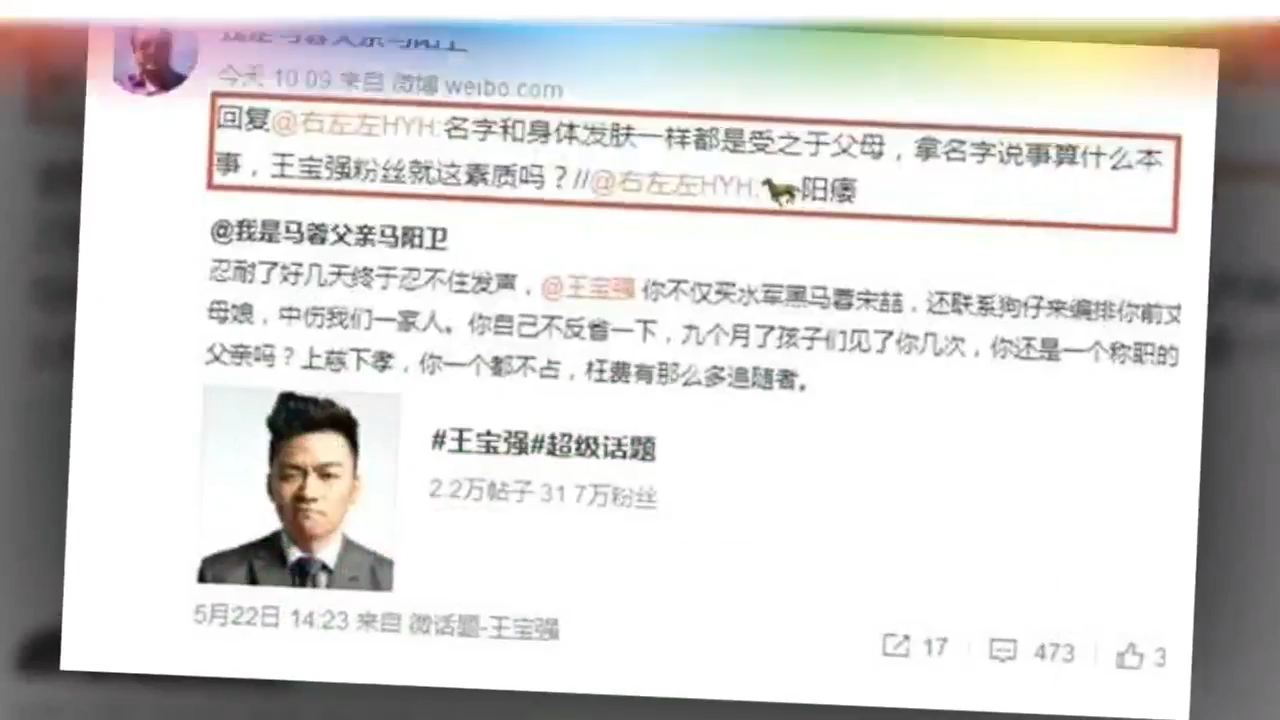 今天 10:09 来自 微博 weibo.com
回复@右左左HYH:名字和身体发肤一样都是受之于父母，拿名字说事算什么本
事，王宝强粉丝就这素质吗？//@右左左HYH:🐎阳痿
@我是马蓉父亲马阳卫
忍耐了好几天终于忍不住发声，@王宝强 你不仅买水军黑马蓉宋喆，还联系狗仔来编排你前丈
母娘，中伤我们一家人。你自己不反省一下，九个月了孩子们见了你几次，你还是一个称职的
父亲吗？上慈下孝，你一个都不占，枉费有那么多追随者。
#王宝强#超级话题
2.2万帖子 31.7万粉丝
5月22日 14:23 来自 微话题-王宝强
17 473 3